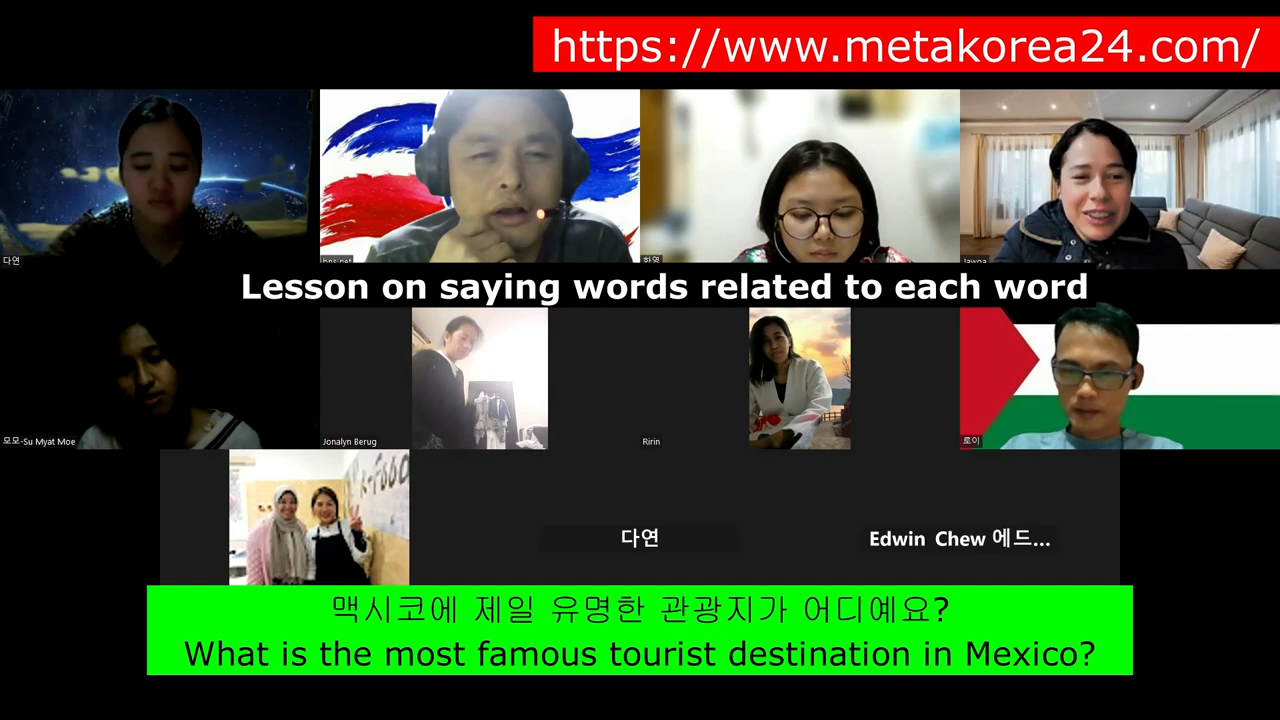 https://www.metakorea24.com/
다연
Lesson on saying words related to each word
모모-Su Myat Moe
Jonalyn Berug
Ririn
로이
다연
Edwin Chew 에드...
맥시코에 제일 유명한 관광지가 어디예요?
What is the most famous tourist destination in Mexico?